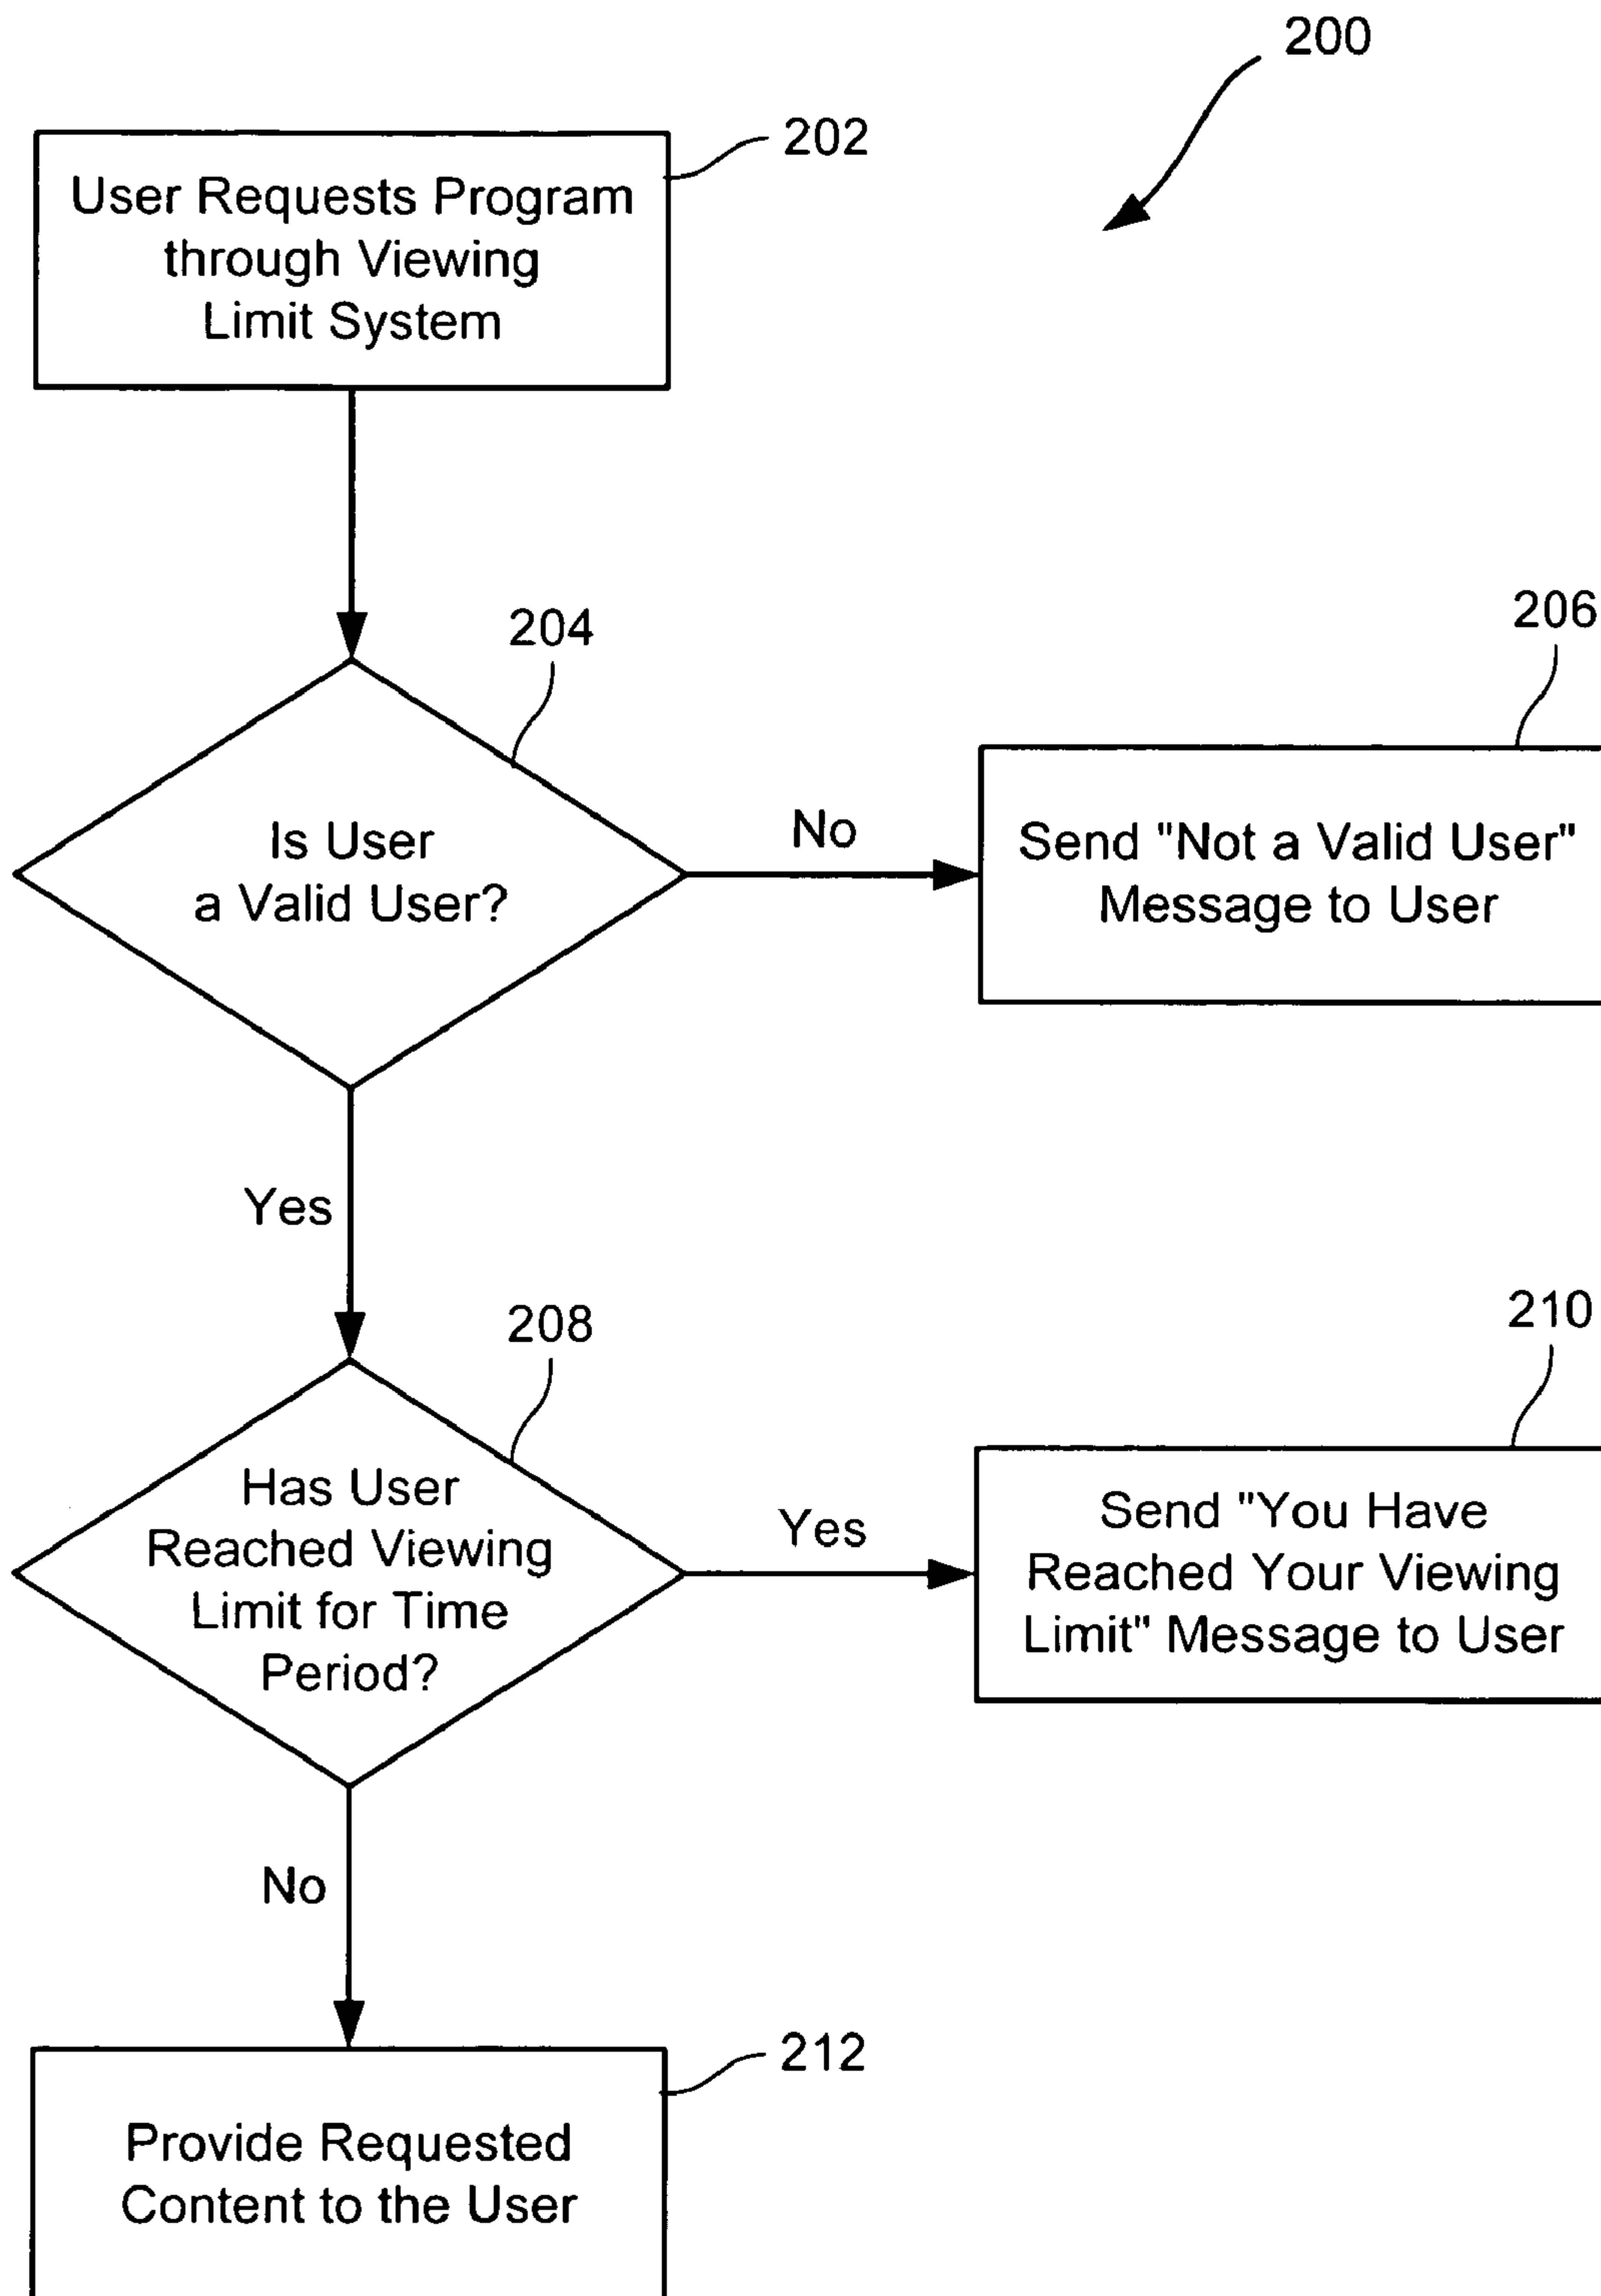 200
202
User Requests Program
through Viewing
Limit System
204
Is User
a Valid User?
No
206
Send "Not a Valid User"
Message to User
Yes
208
Has User
Reached Viewing
Limit for Time
Period?
Yes
210
Send "You Have
Reached Your Viewing
Limit" Message to User
No
212
Provide Requested
Content to the User